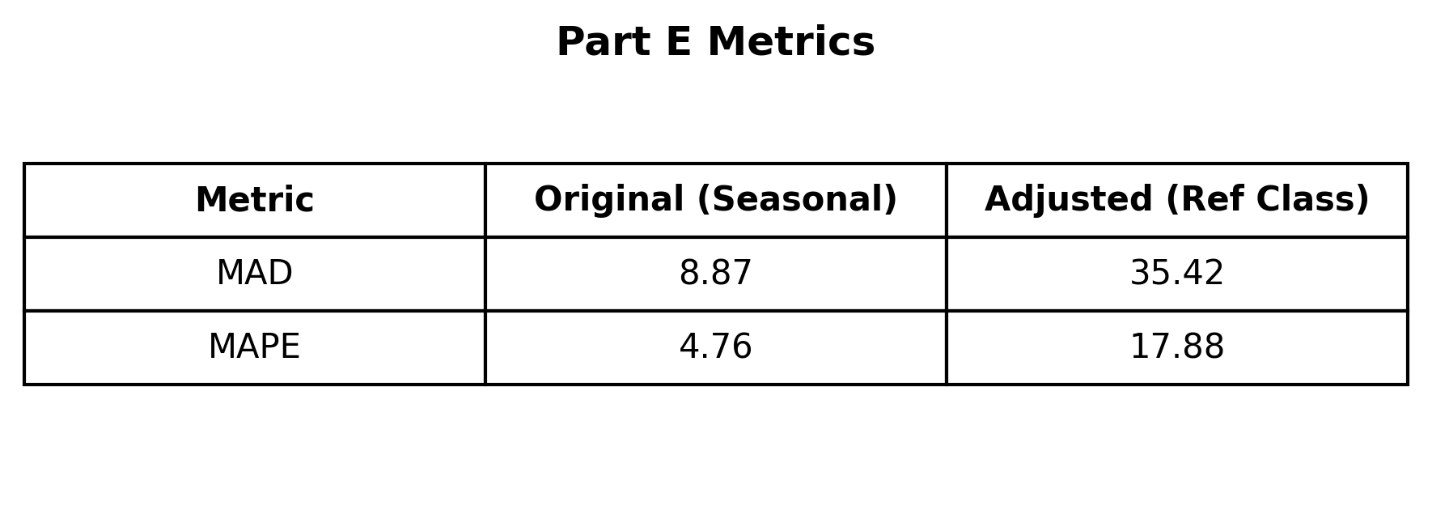 Part E Metrics
Metric Original (Seasonal) Adjusted (Ref Class)
MAD 8.87 35.42
MAPE 4.76 17.88